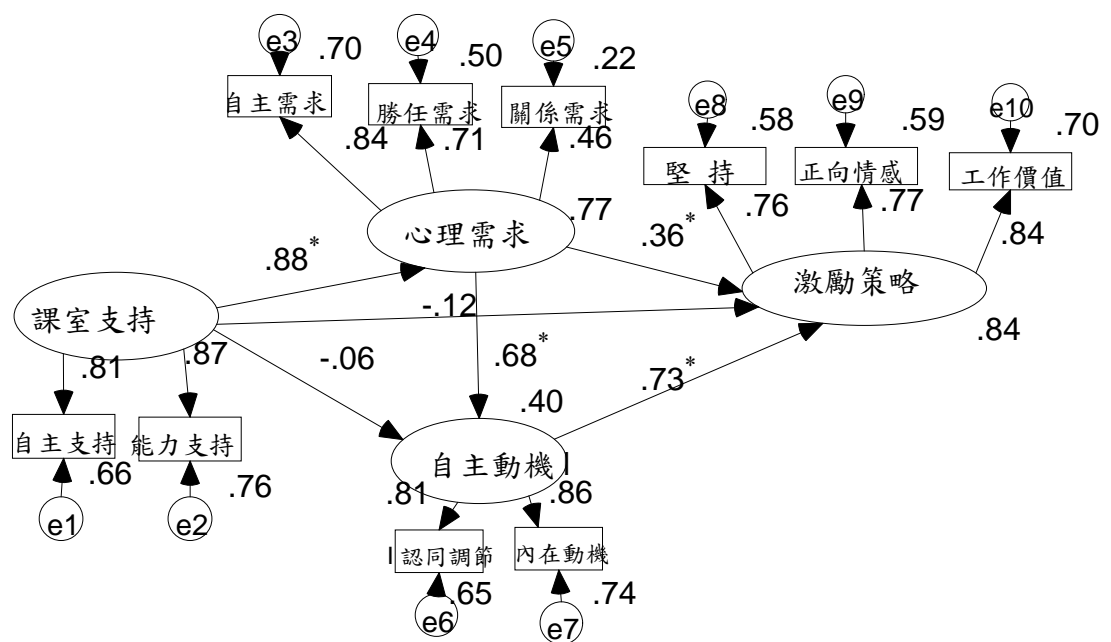 e3 .70 e4 .50 e5 .22
自主需求 勝任需求 關係需求
.84 .71 .46
e8 .58 e9 .59 e10 .70
堅 持 正向情感 工作價值
.76 .77 .84
心理需求 .77
.88* .36*
激勵策略 .84
課室支持 -.12
.81 .87 -.06 .68* .73*
自主支持 能力支持 .40
.66 .76 自主動機
e1 e2 .81 .86
認同調節 內在動機
.65 .74
e6 e7